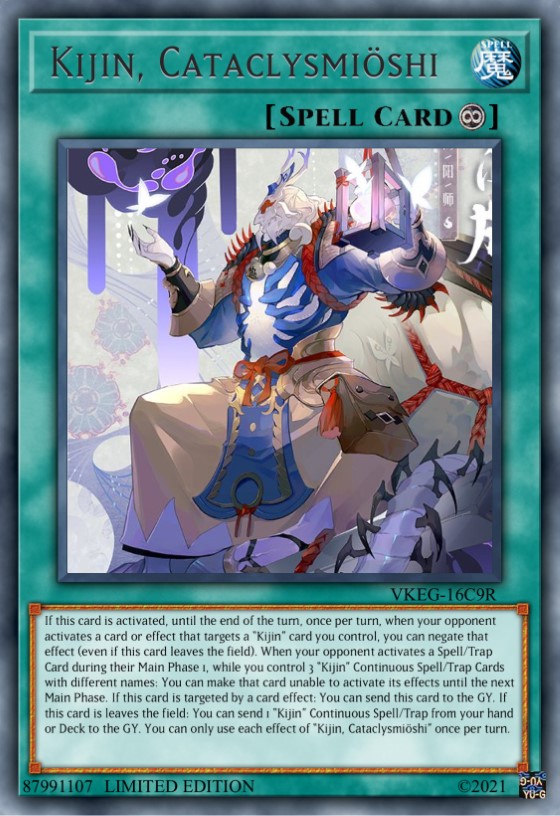 Kijin, Cataclysmiöshi
SPELL
魔
[Spell Card]
阳
师
VKEG-16C9R
If this card is activated, until the end of the turn, once per turn, when your opponent
activates a card or effect that targets a "Kijin" card you control, you can negate that
effect (even if this card leaves the field). When your opponent activates a Spell/Trap
Card during their Main Phase 1, while you control 3 "Kijin" Continuous Spell/Trap Cards
with different names: You can make that card unable to activate its effects until the next
Main Phase. If this card is targeted by a card effect: You can send this card to the GY. If
this card is leaves the field: You can send 1 "Kijin" Continuous Spell/Trap from your hand
or Deck to the GY. You can only use each effect of "Kijin, Cataclysmiöshi" once per turn.
87991107 LIMITED EDITION
©2021